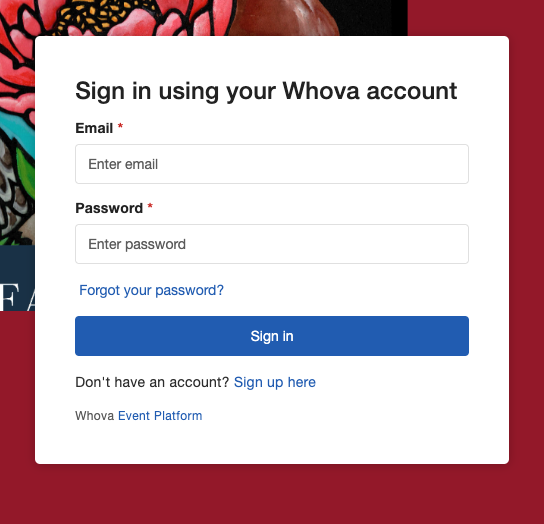 Sign in using your Whova account
Email *
Enter email
Password *
Enter password
Forgot your password?
Sign in
Don't have an account? Sign up here
Whova Event Platform